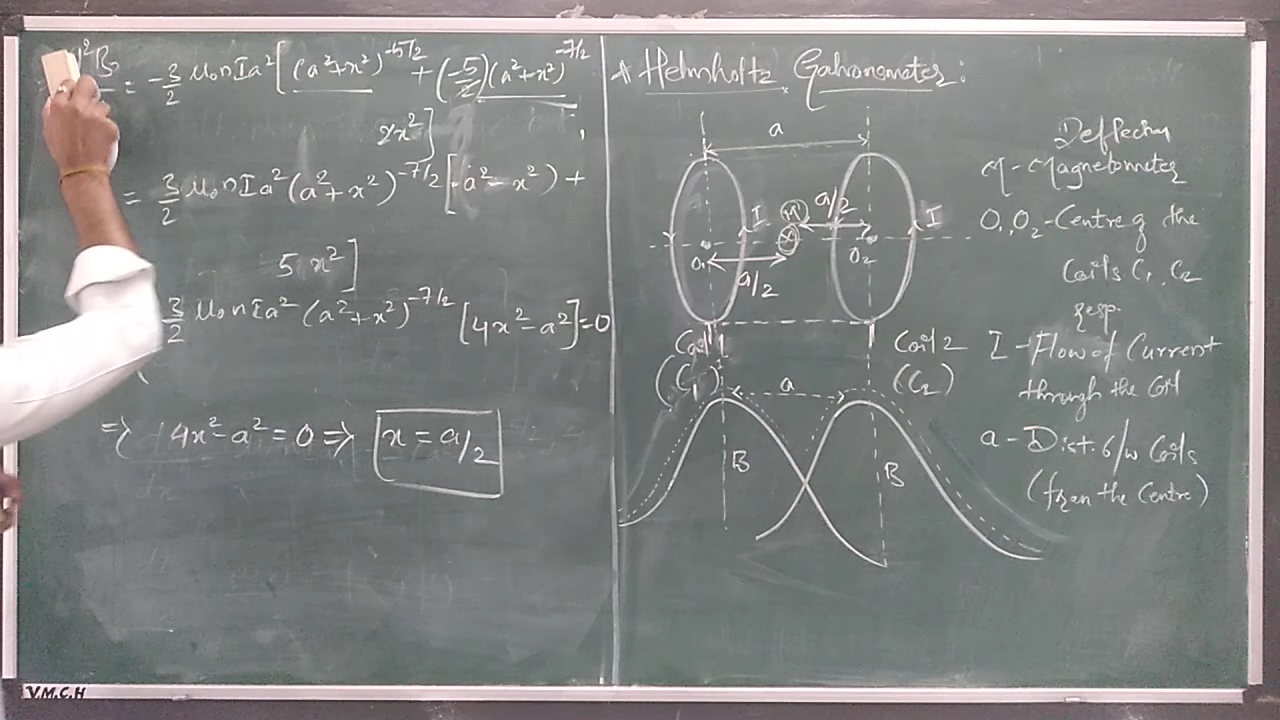 d²B = -3/2 μ₀nIa² [(a²+x²)^-5/2 + (-5/2)(a²+x²)^-7/2
2x²]
= 3/2 μ₀nIa² (a²+x²)^-7/2 [-a²-x²) +
5x²]
3/2 μ₀nIa² (a²+x²)^-7/2 [4x²-a²]=0
=> 4x²-a²=0 => x = a/2
* Helmholtz Galvanometer:
a
I
M
a/2
I
O₁
O₂
a/2
Coil 1
(C₁)
Coil 2
(C₂)
a
B
B
Deflection
M - Magnetometer
O₁,O₂ - Centre of the
Coils C₁, C₂
resp.
I - Flow of Current
through the Coil
a - Dist. b/w Coils
(from the Centre)
V.M.C.H